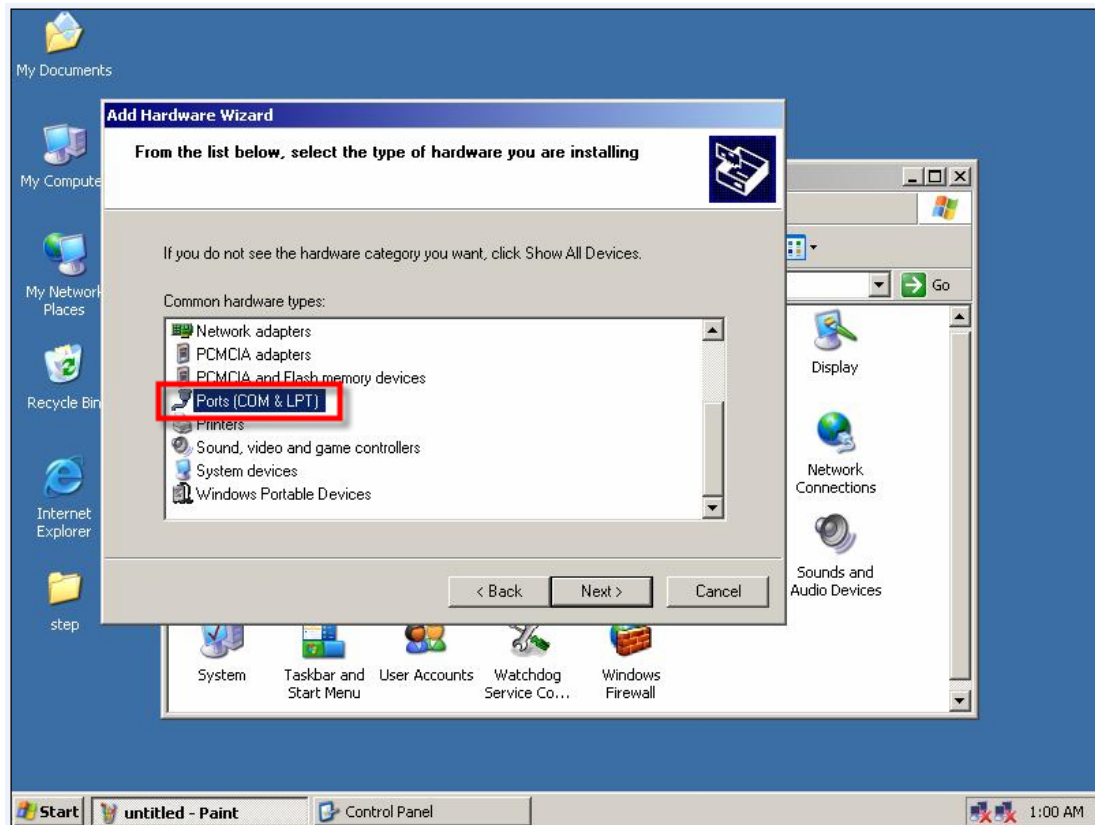 My Documents
My Compute
My Network
Places
Recycle Bin
Internet
Explorer
step
Add Hardware Wizard
From the list below, select the type of hardware you are installing
If you do not see the hardware category you want, click Show All Devices.
Common hardware types:
Network adapters
PCMCIA adapters
PCMCIA and Flash memory devices
Ports (COM & LPT)
Printers
Sound, video and game controllers
System devices
Windows Portable Devices
< Back
Next >
Cancel
Go
Display
Network
Connections
Sounds and
Audio Devices
System
Taskbar and
Start Menu
User Accounts
Watchdog
Service Co...
Windows
Firewall
Start
untitled - Paint
Control Panel
1:00 AM